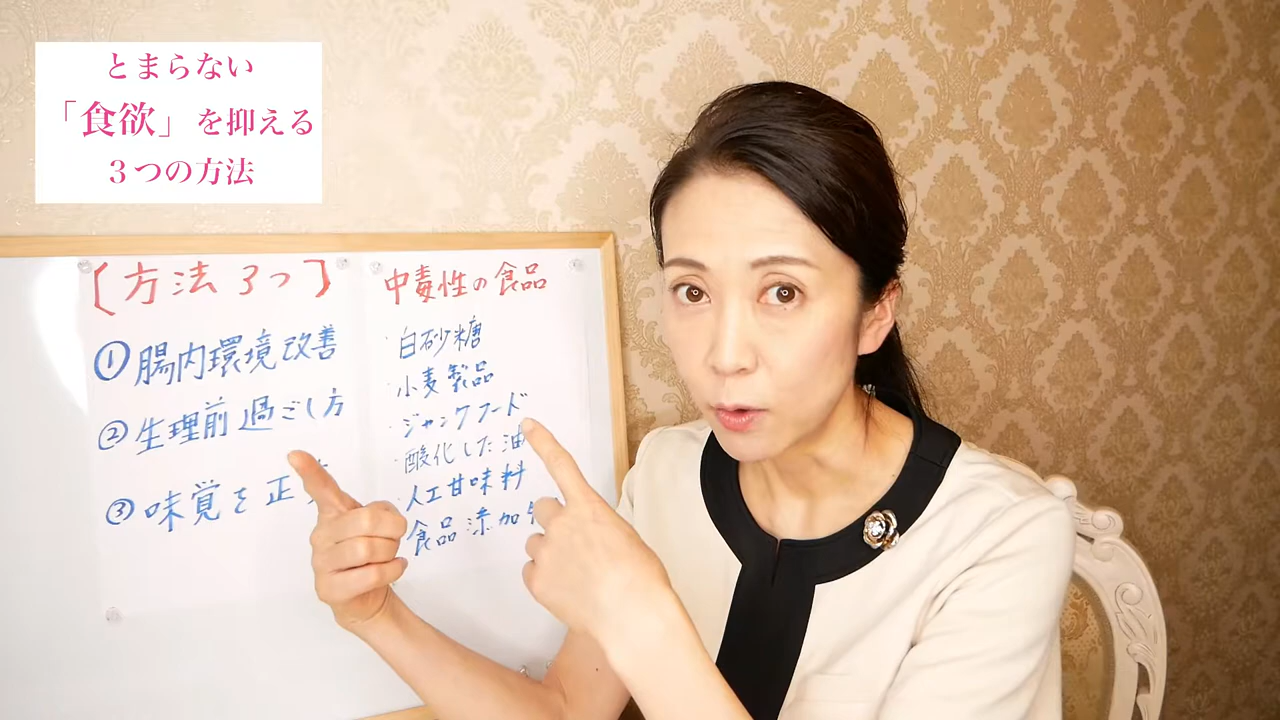 とまらない
「食欲」を抑える
３つの方法
【方法3つ】
①腸内環境改善
②生理前過ごし方
③味覚を正
中毒性の食品
・白砂糖
・小麦製品
・ジャンクフード
・酸化した油
・人工甘味料
・食品添加